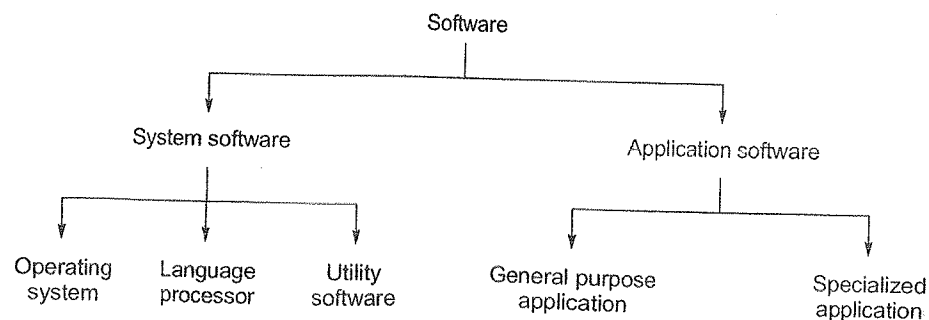 Software
System software
Application software
Operating
system
Language
processor
Utility
software
General purpose
application
Specialized
application